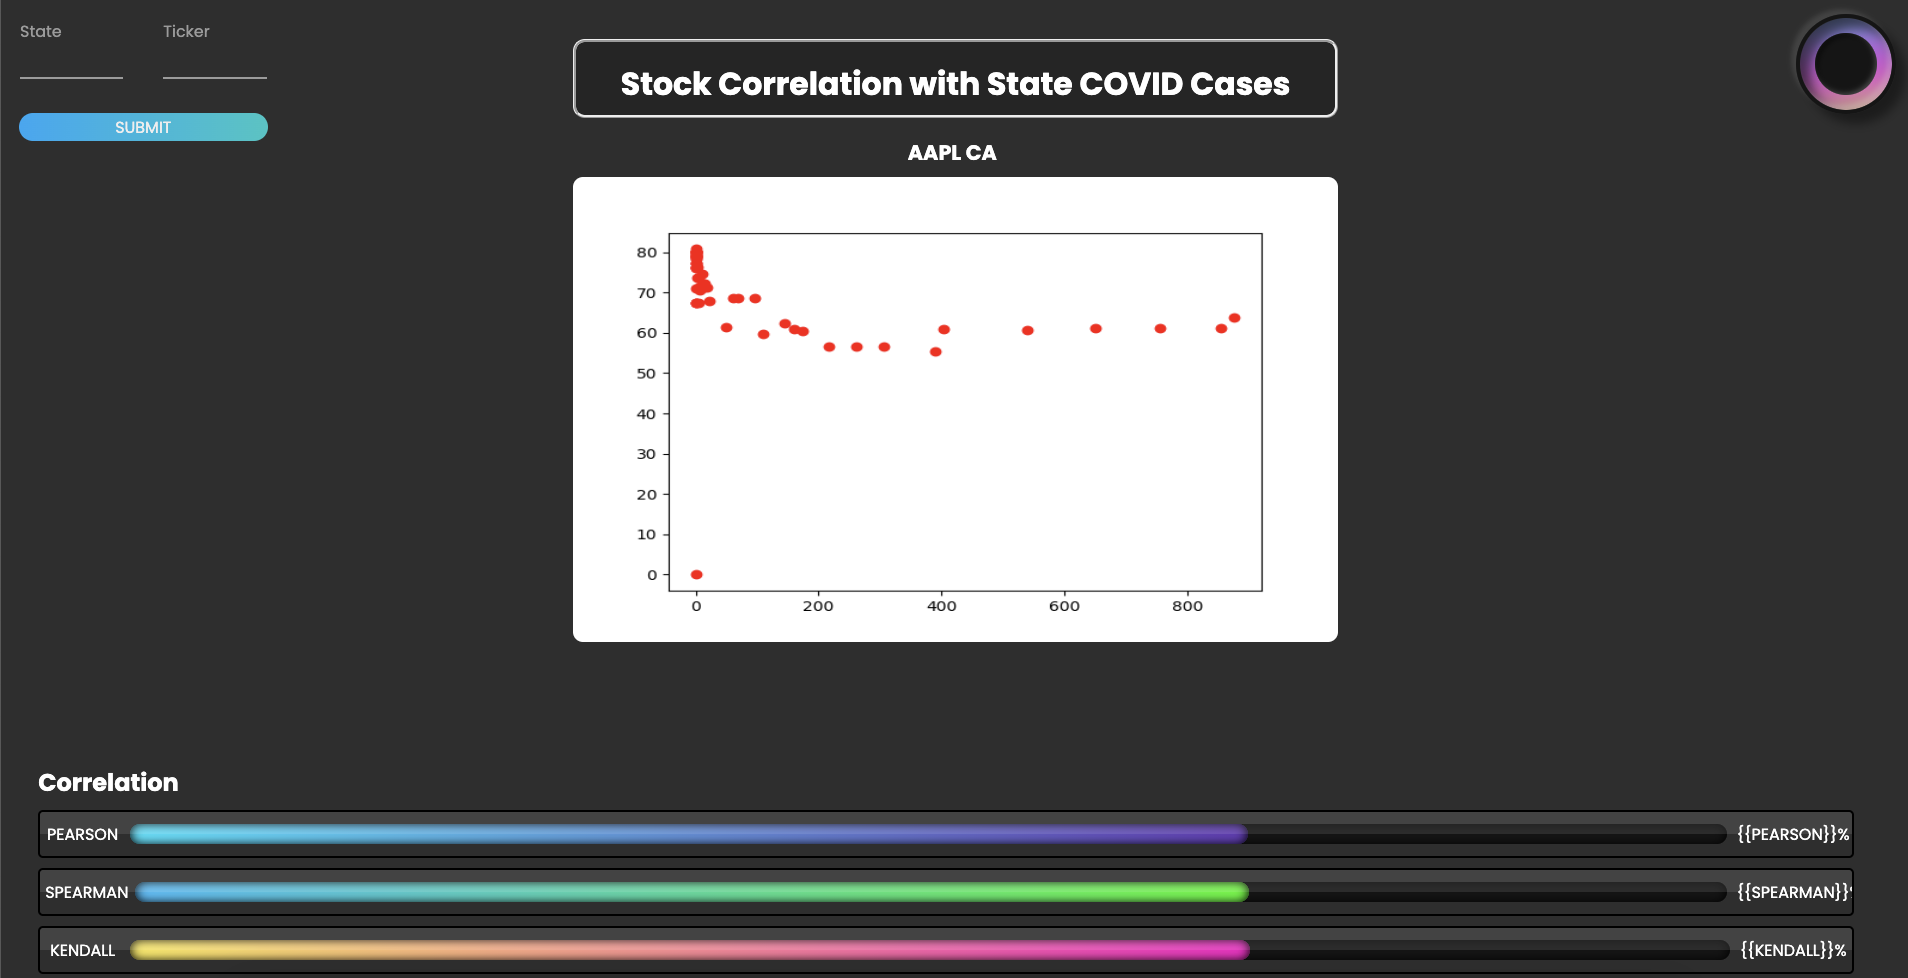 State
Ticker
SUBMIT
Stock Correlation with State COVID Cases
AAPL CA
80
70
60
50
40
30
20
10
0
0 200 400 600 800
Correlation
PEARSON {{PEARSON}}%
SPEARMAN {{SPEARMAN}}%
KENDALL {{KENDALL}}%